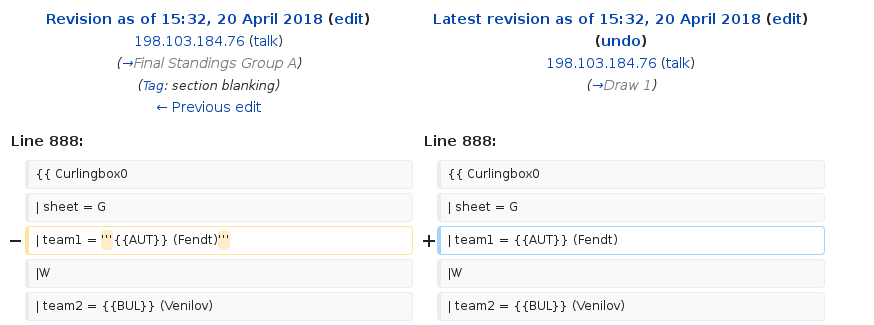 Revision as of 15:32, 20 April 2018 (edit)
198.103.184.76 (talk)
(→Final Standings Group A)
(Tag: section blanking)
← Previous edit
Latest revision as of 15:32, 20 April 2018 (edit)
(undo)
198.103.184.76 (talk)
(→Draw 1)
Line 888:
Line 888:
{{ Curlingbox0
{{ Curlingbox0
| sheet = G
| sheet = G
− | team1 = '''{{AUT}} (Fendt)'''
+ | team1 = {{AUT}} (Fendt)
|W
|W
| team2 = {{BUL}} (Venilov)
| team2 = {{BUL}} (Venilov)